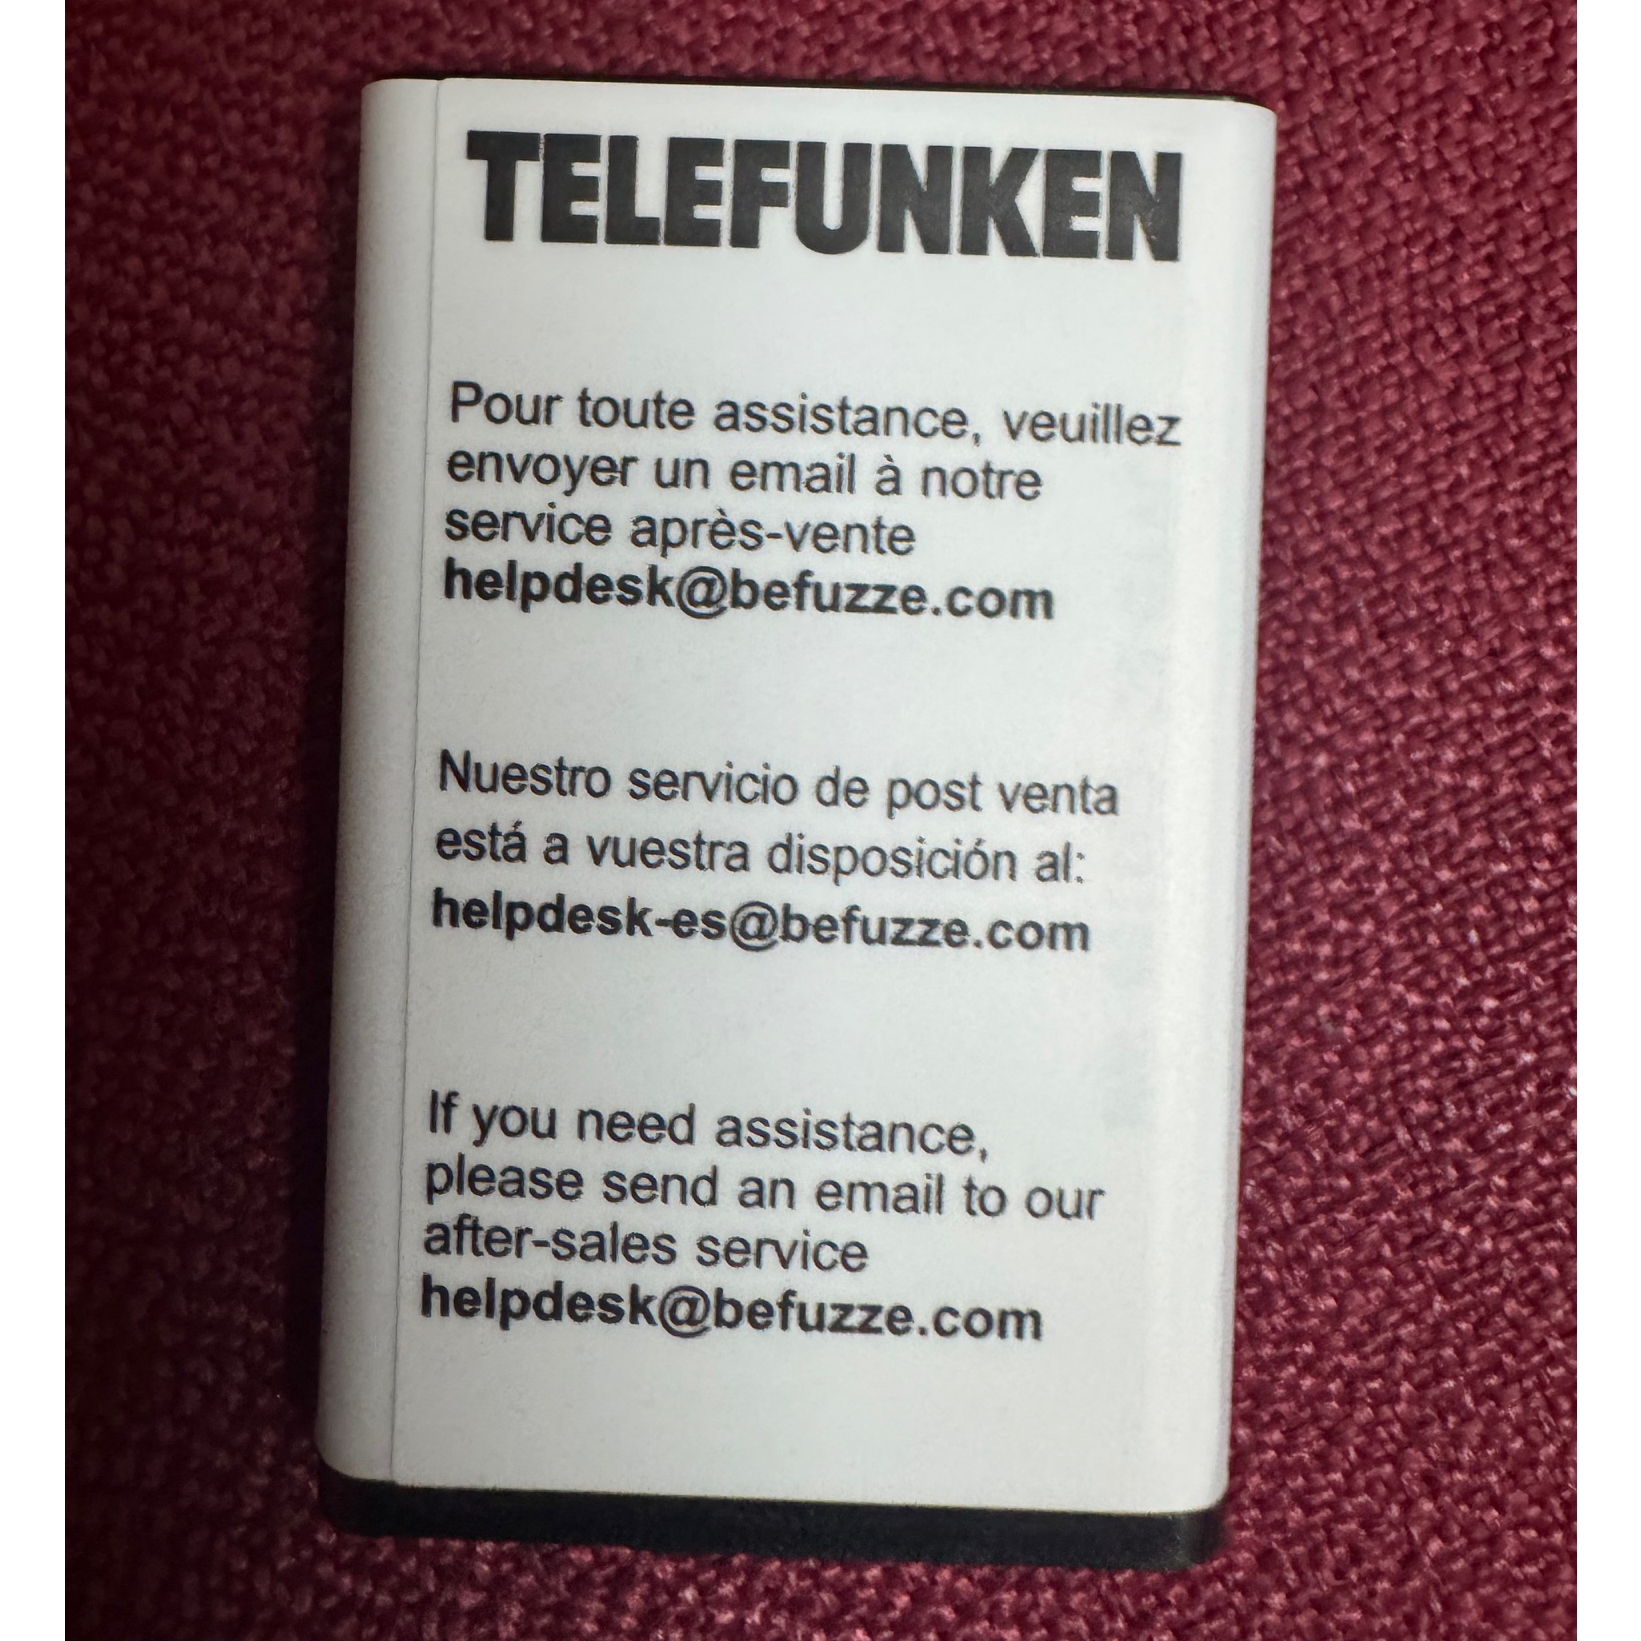 TELEFUNKEN
Pour toute assistance, veuillez
envoyer un email à notre
service après-vente
helpdesk@befuzze.com
Nuestro servicio de post venta
está a vuestra disposición al:
helpdesk-es@befuzze.com
If you need assistance,
please send an email to our
after-sales service
helpdesk@befuzze.com